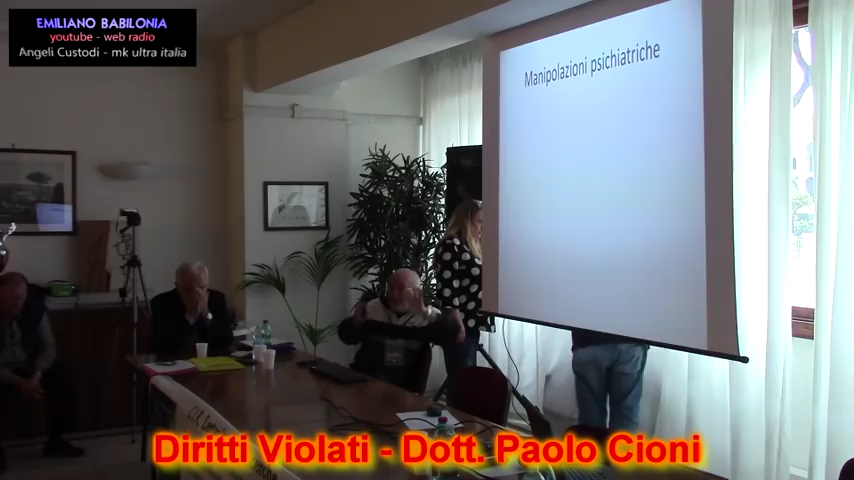 EMILIANO BABILONIA
youtube - web radio
Angeli Custodi - mk ultra italia
Manipolazioni psichiatriche
Diritti Violati - Dott. Paolo Cioni